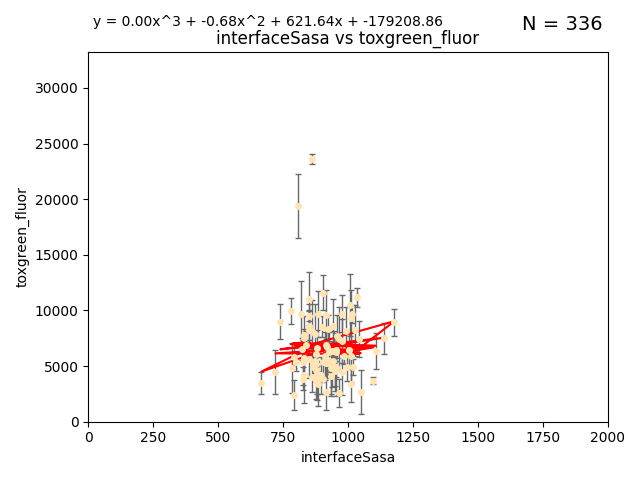 y = 0.00x^3 + -0.68x^2 + 621.64x + -179208.86
N = 336
interfaceSasa vs toxgreen_fluor
30000
25000
20000
15000
10000
5000
0
toxgreen_fluor
0 250 500 750 1000 1250 1500 1750 2000
interfaceSasa